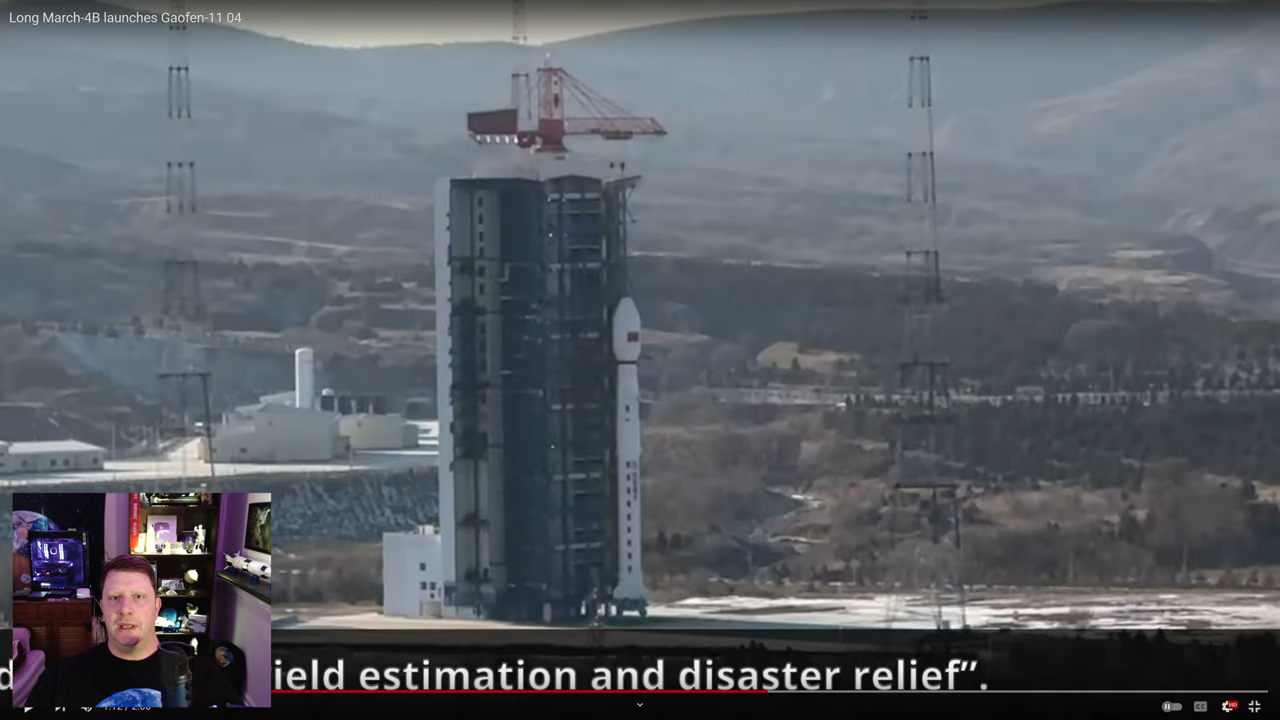 Long March-4B launches Gaofen-11 04
ield estimation and disaster relief”.